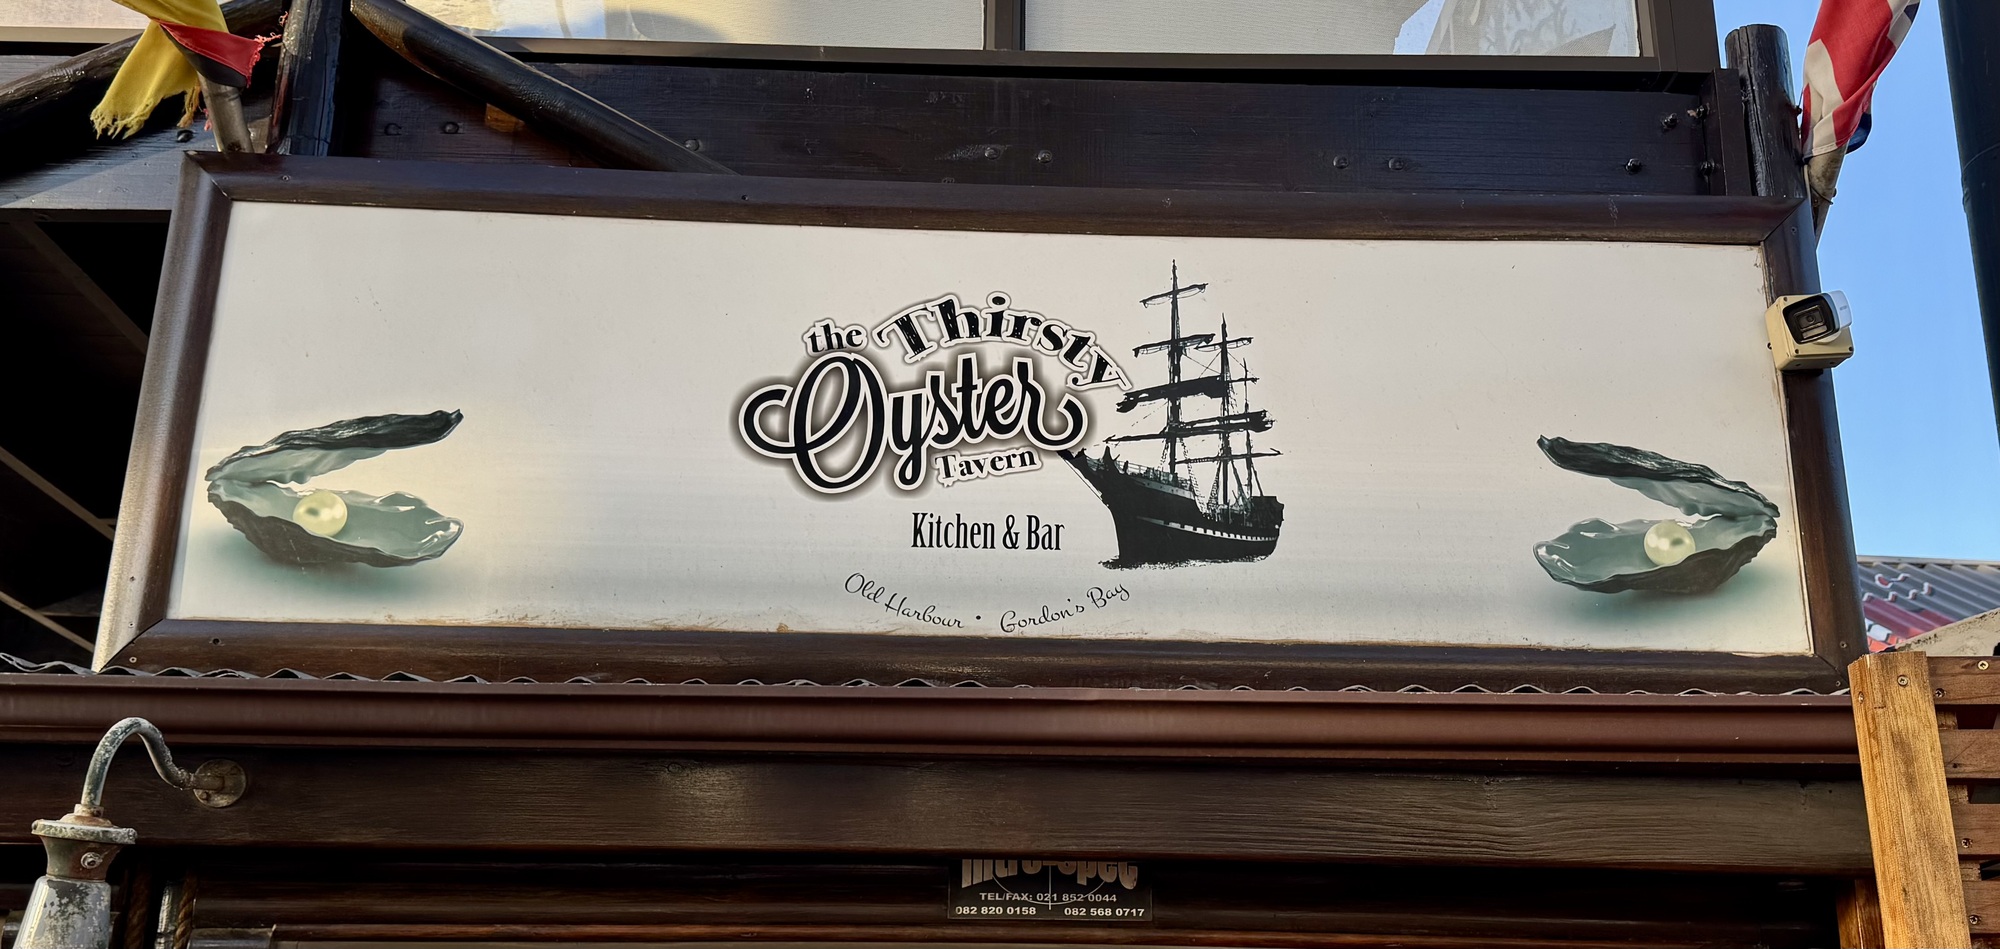 the Thirsty
Oyster
Tavern
Kitchen & Bar
Old Harbour • Gordon's Bay
TEL/FAX: 021 852 0044
082 820 0158 082 568 0717